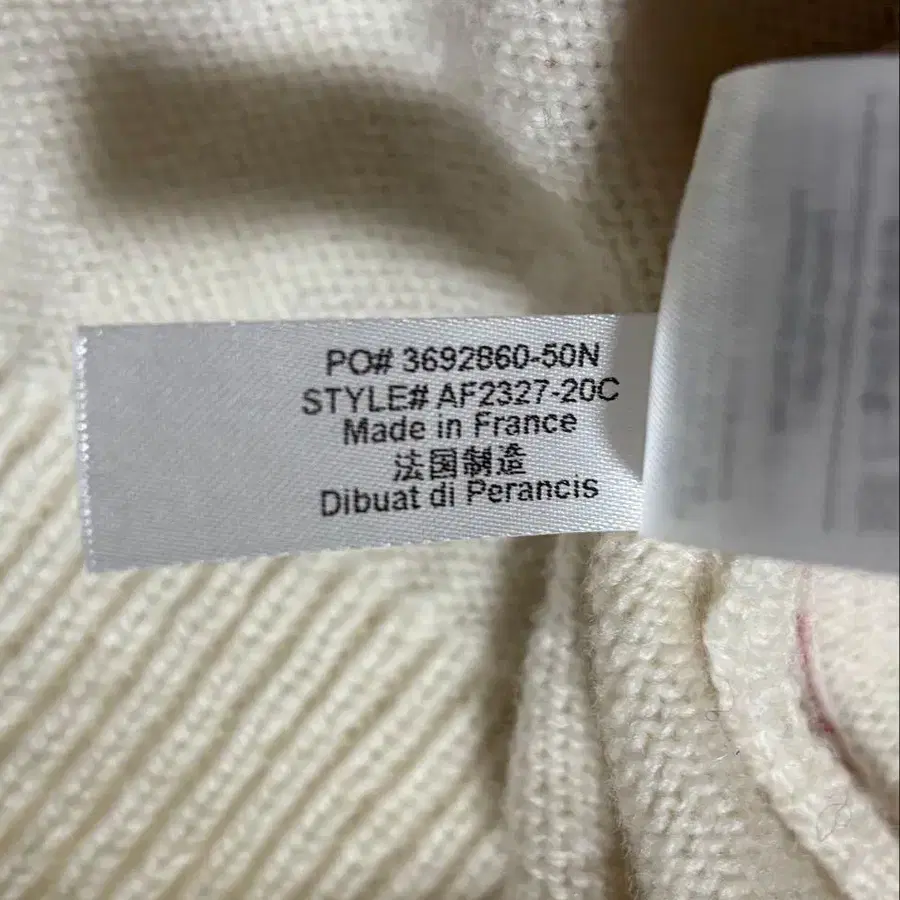 PO# 3692860-50N
STYLE# AF2327-20C
Made in France
法国制造
Dibuat di Perancis